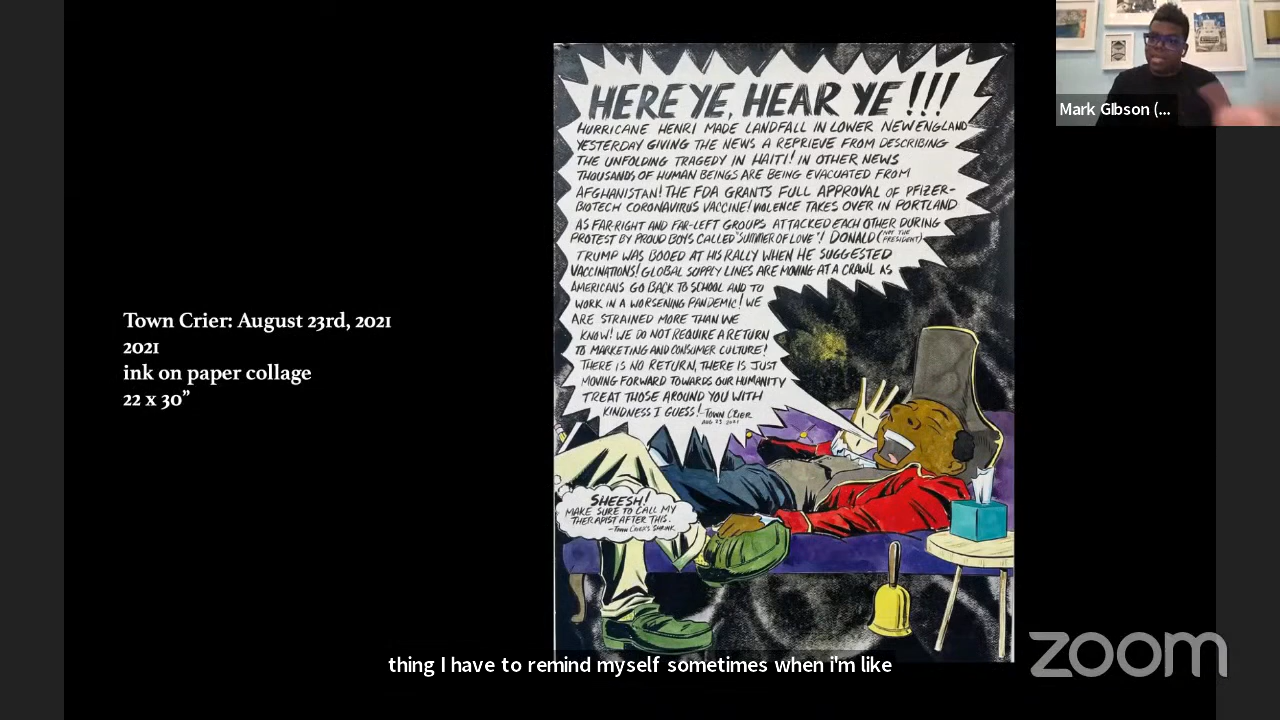 Mark GIbson (...
HERE YE, HEAR YE!!!
HURRICANE HENRI MADE LANDFALL IN LOWER NEW ENGLAND
YESTERDAY GIVING THE NEWS A REPRIEVE FROM DESCRIBING
THE UNFOLDING TRAGEDY IN HAITI! IN OTHER NEWS
THOUSANDS OF HUMAN BEINGS ARE BEING EVACUATED FROM
AFGHANISTAN! THE FDA GRANTS FULL APPROVAL OF PFIZER-
BIOTECH CORONAVIRUS VACCINE! VIOLENCE TAKES OVER IN PORTLAND
AS FAR-RIGHT AND FAR-LEFT GROUPS ATTACKED EACH OTHER DURING
PROTEST BY PROUD BOYS CALLED "SUMMER OF LOVE"! DONALD (NOT THE PRESIDENT)
TRUMP WAS BOOED AT HIS RALLY WHEN HE SUGGESTED
VACCINATIONS! GLOBAL SUPPLY LINES ARE MOVING AT A CRAWL AS
AMERICANS GO BACK TO SCHOOL AND TO
WORK IN A WORSENING PANDEMIC! WE
ARE STRAINED MORE THAN WE
KNOW! WE DO NOT REQUIRE A RETURN
TO MARKETING AND CONSUMER CULTURE!
THERE IS NO RETURN, THERE IS JUST
MOVING FORWARD TOWARDS OUR HUMANITY
TREAT THOSE AROUND YOU WITH
KINDNESS I GUESS! -TOWN CRIER
AUG 23 2021
Town Crier: August 23rd, 2021
2021
ink on paper collage
22 x 30”
SHEESH!
MAKE SURE TO CALL MY
THERAPIST AFTER THIS.
-TOWN CRIER'S SHRINK
thing I have to remind myself sometimes when i'm like
zoom